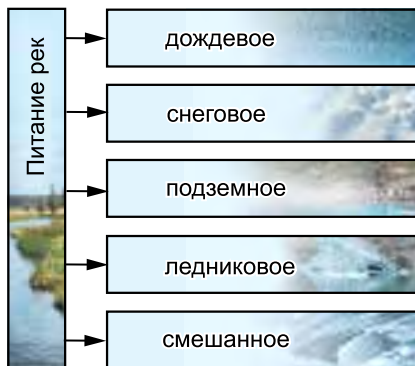 Питание рек
дождевое
снеговое
подземное
ледниковое
смешанное